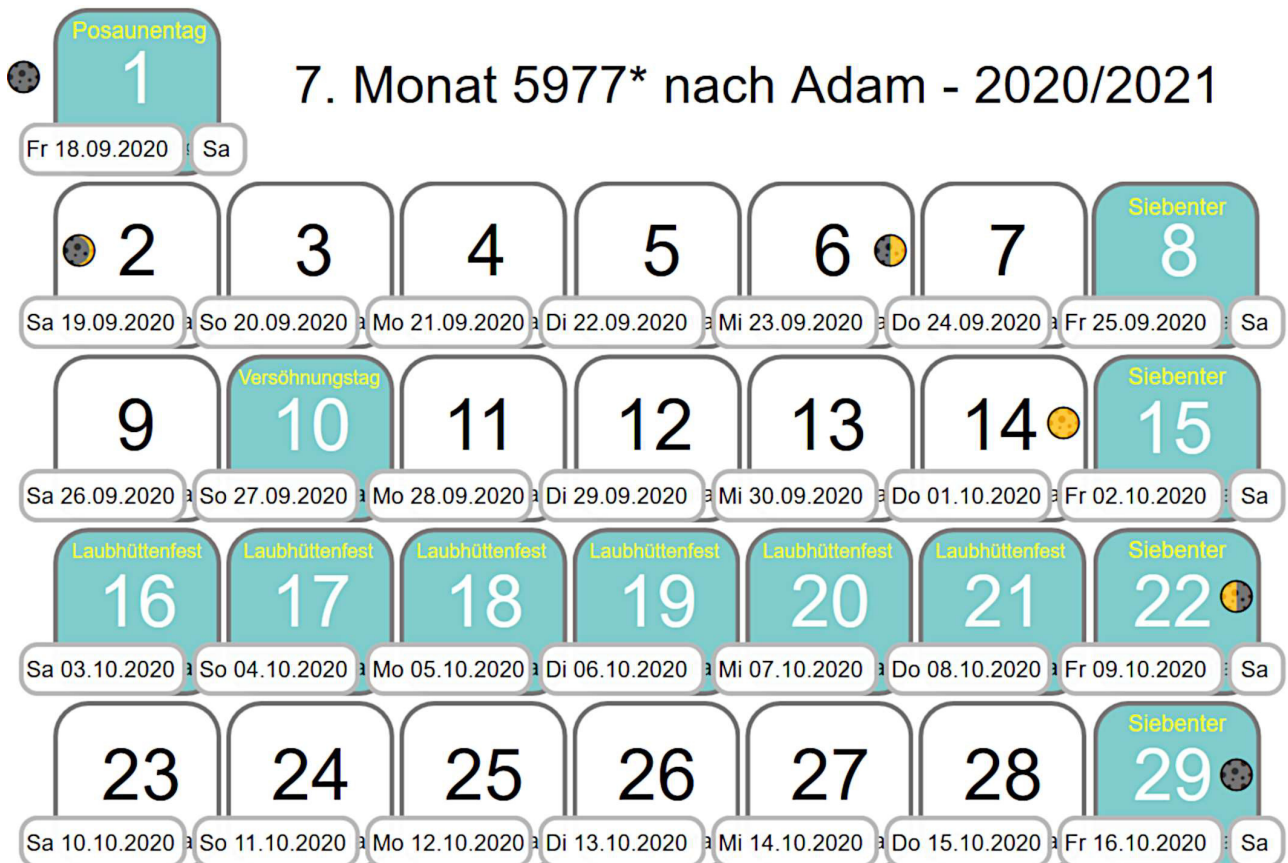 Posaunentag
1
7. Monat 5977* nach Adam - 2020/2021
Fr 18.09.2020 Sa
Siebenter
2 3 4 5 6 7 8
Sa 19.09.2020 So 20.09.2020 Mo 21.09.2020 Di 22.09.2020 Mi 23.09.2020 Do 24.09.2020 Fr 25.09.2020 Sa
Versöhnungstag Siebenter
9 10 11 12 13 14 15
Sa 26.09.2020 So 27.09.2020 Mo 28.09.2020 Di 29.09.2020 Mi 30.09.2020 Do 01.10.2020 Fr 02.10.2020 Sa
Laubhüttenfest Laubhüttenfest Laubhüttenfest Laubhüttenfest Laubhüttenfest Laubhüttenfest Siebenter
16 17 18 19 20 21 22
Sa 03.10.2020 So 04.10.2020 Mo 05.10.2020 Di 06.10.2020 Mi 07.10.2020 Do 08.10.2020 Fr 09.10.2020 Sa
Siebenter
23 24 25 26 27 28 29
Sa 10.10.2020 So 11.10.2020 Mo 12.10.2020 Di 13.10.2020 Mi 14.10.2020 Do 15.10.2020 Fr 16.10.2020 Sa